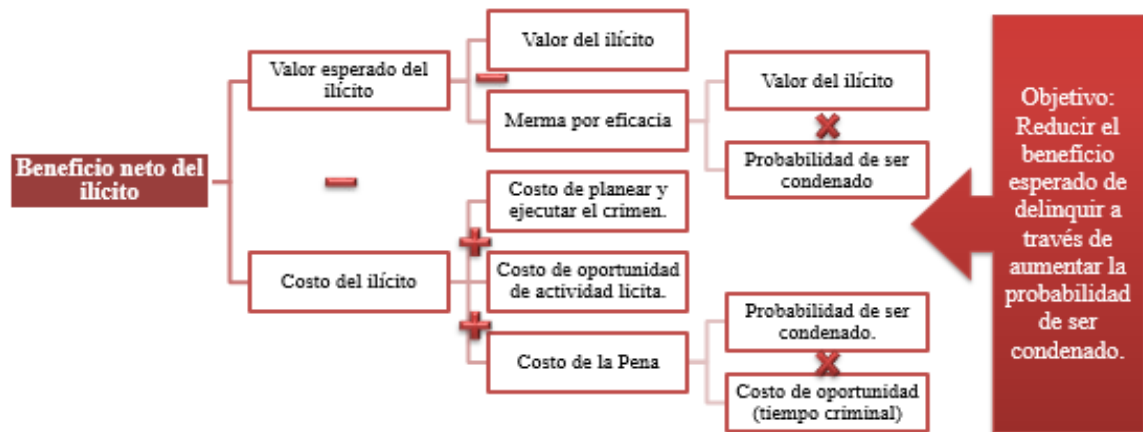 Beneficio neto del
ilícito
Valor esperado del
ilícito
Costo del ilícito
Valor del ilícito
Merma por eficacia
Costo de planear y
ejecutar el crimen.
Costo de oportunidad
de actividad lícita.
Costo de la Pena
Valor del ilícito
Probabilidad de ser
condenado
Probabilidad de ser
condenado.
Costo de oportunidad
(tiempo criminal)
Objetivo:
Reducir el
beneficio
esperado de
delinquir a
través de
aumentar la
probabilidad
de ser
condenado.